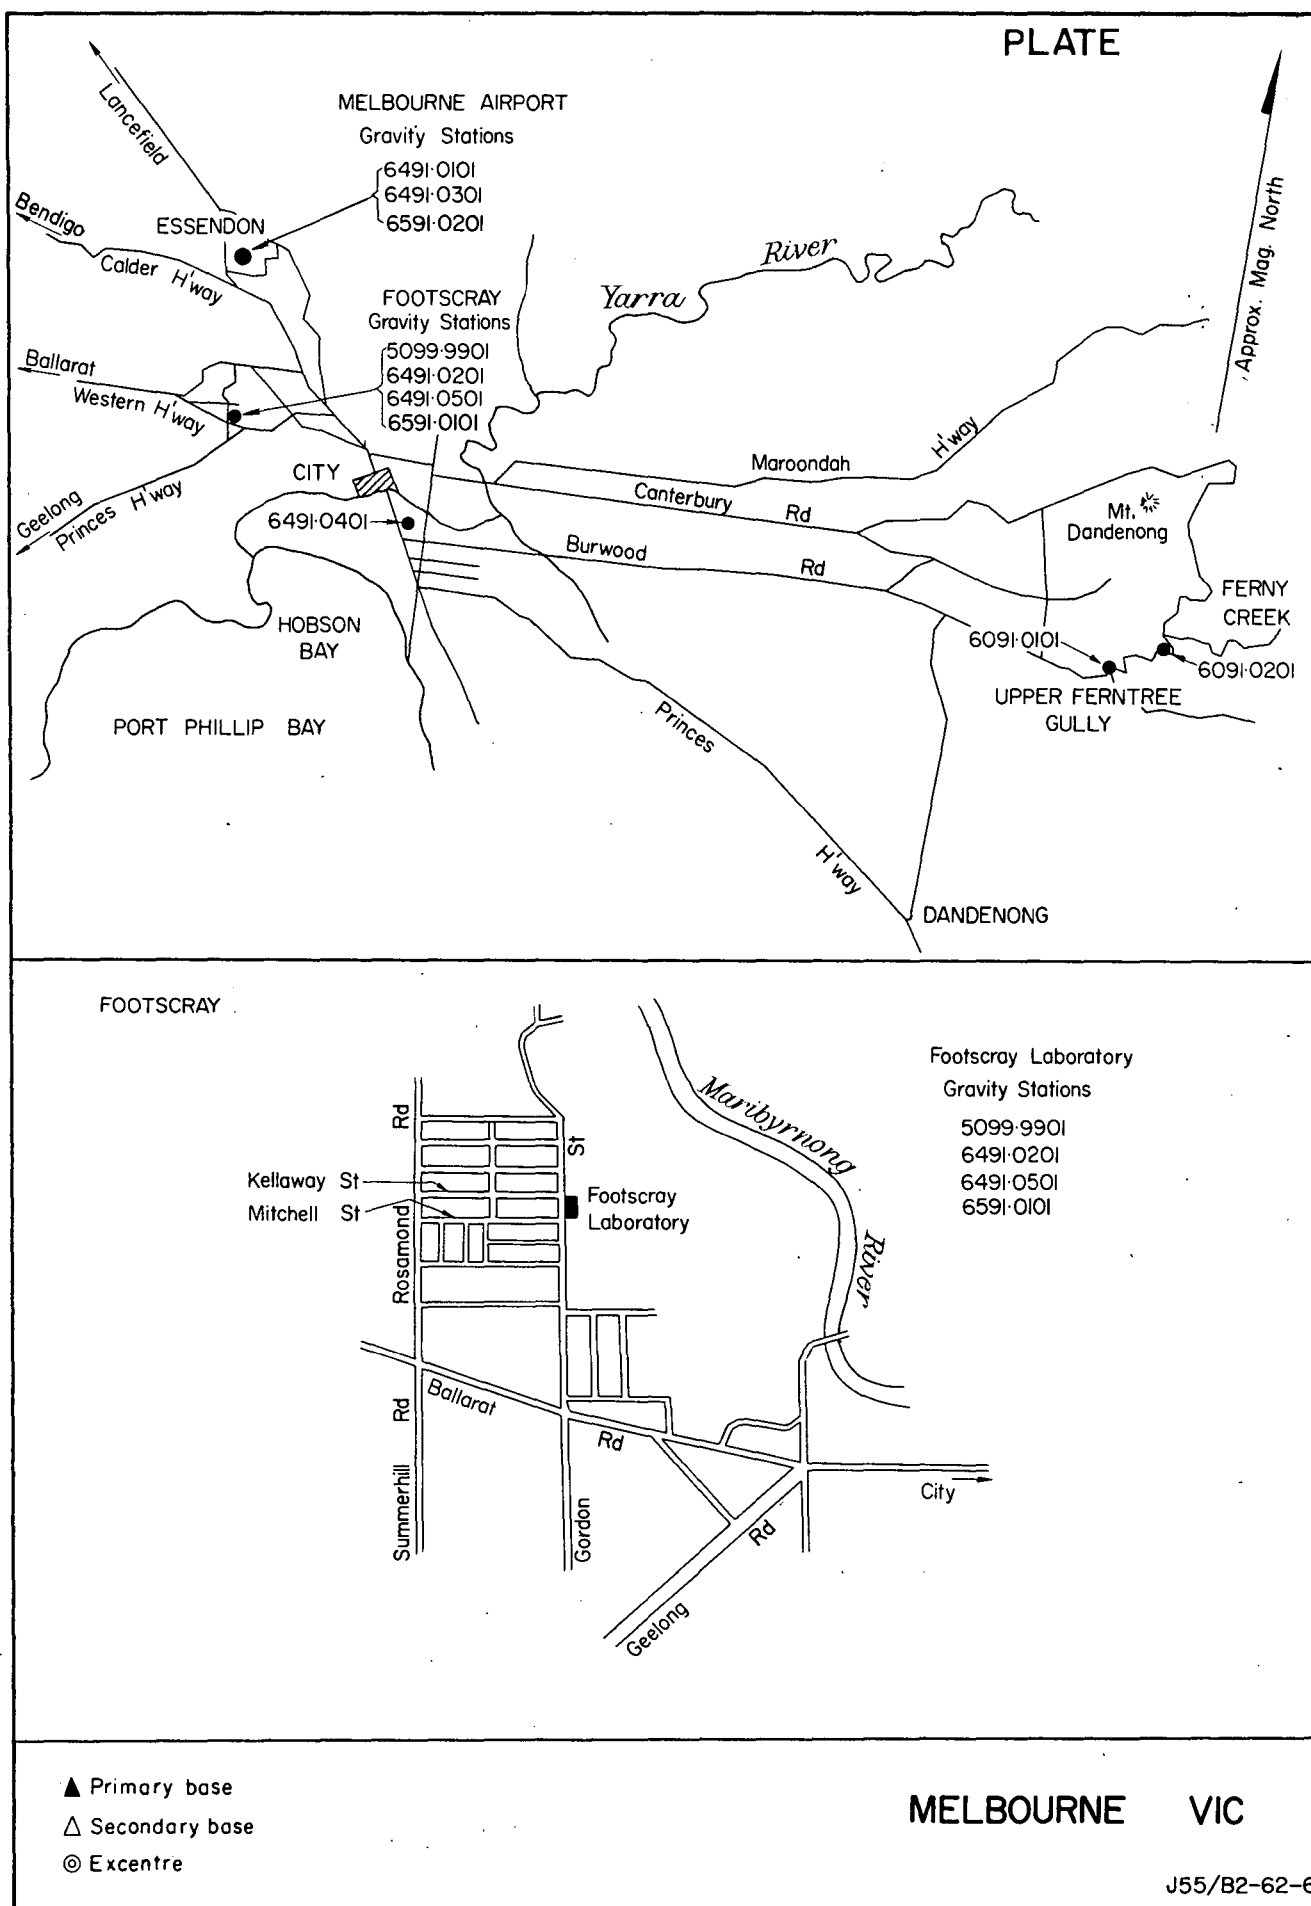 PLATE
Lancefield
MELBOURNE AIRPORT
Gravity Stations
6491·0101
6491·0301
6591·0201
Bendigo
ESSENDON
Calder H'way
Yarra River
Approx. Mag. North
FOOTSCRAY
Gravity Stations
5099·9901
6491·0201
6491·0501
6591·0101
Ballarat
Western H'way
CITY
Maroondah H'way
Canterbury Rd
Geelong
Princes H'way
6491·0401
Burwood Rd
Mt.
Dandenong
FERNY
CREEK
HOBSON
BAY
6091·0101
6091·0201
UPPER FERNTREE
GULLY
PORT PHILLIP BAY
Princes H'way
DANDENONG
FOOTSCRAY
Footscray Laboratory
Gravity Stations
5099·9901
6491·0201
6491·0501
6591·0101
Maribyrnong River
Rosamond Rd
St
Kellaway St
Mitchell St
Footscray
Laboratory
Ballarat Rd
Summerhill Rd
Gordon
City
Geelong Rd
Primary base
Secondary base
Excentre
MELBOURNE VIC
J55/B2-62-6